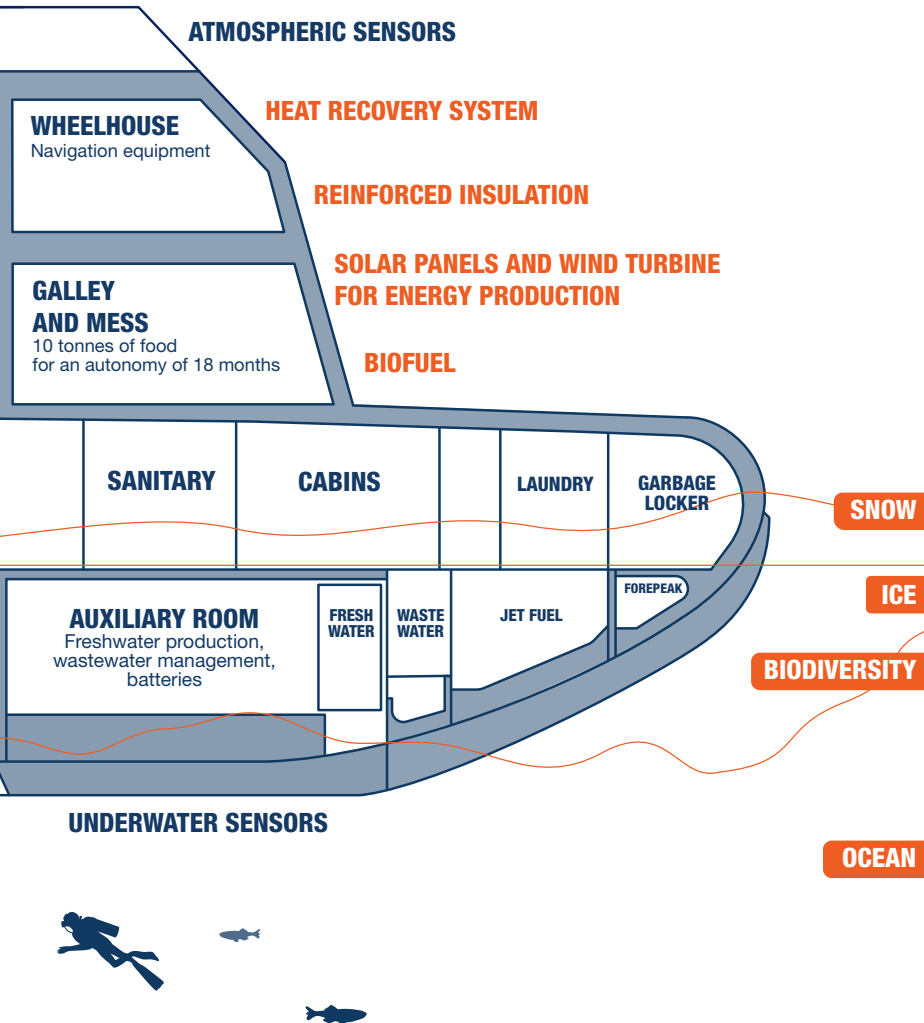 ATMOSPHERIC SENSORS
HEAT RECOVERY SYSTEM
WHEELHOUSE
Navigation equipment
REINFORCED INSULATION
SOLAR PANELS AND WIND TURBINE
FOR ENERGY PRODUCTION
GALLEY
AND MESS
10 tonnes of food
for an autonomy of 18 months
BIOFUEL
SANITARY
CABINS
LAUNDRY
GARBAGE
LOCKER
SNOW
ICE
AUXILIARY ROOM
Freshwater production,
wastewater management,
batteries
FRESH
WATER
WASTE
WATER
JET FUEL
FOREPEAK
BIODIVERSITY
UNDERWATER SENSORS
OCEAN